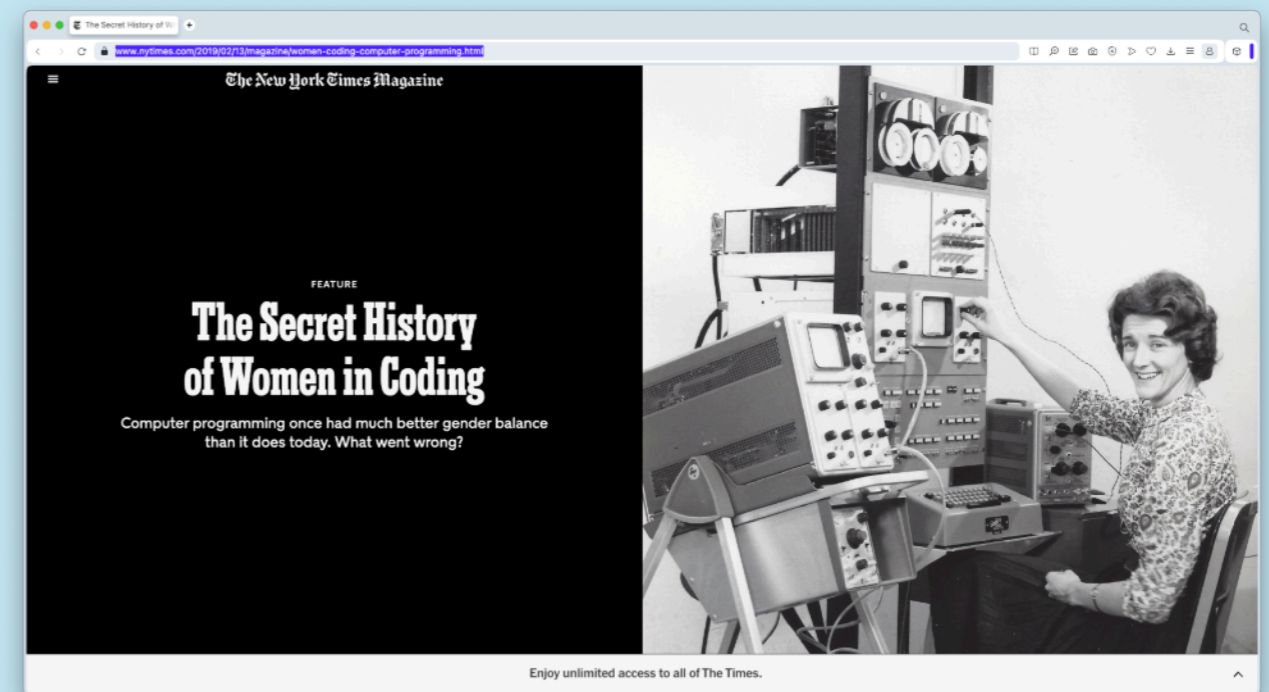 The Secret History of W
www.nytimes.com/2019/02/13/magazine/women-coding-computer-programming.html
The New York Times Magazine
FEATURE
The Secret History
of Women in Coding
Computer programming once had much better gender balance
than it does today. What went wrong?
Enjoy unlimited access to all of The Times.